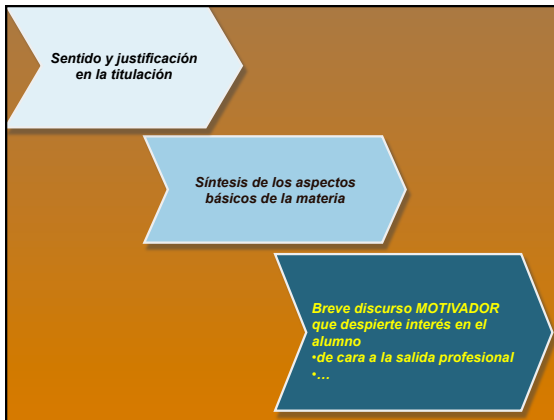 Sentido y justificación
en la titulación
Síntesis de los aspectos
básicos de la materia
Breve discurso MOTIVADOR
que despierte interés en el
alumno
•de cara a la salida profesional
•…